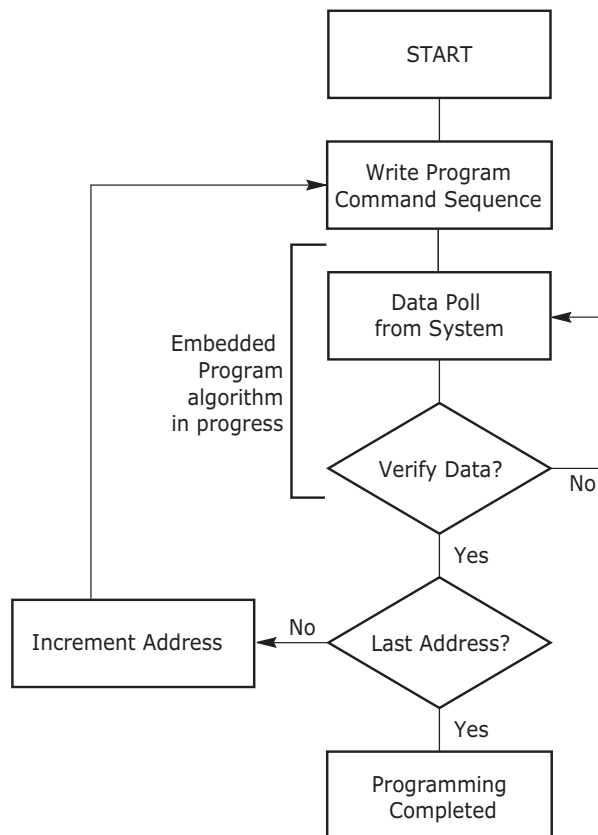 START
Write Program
Command Sequence
Data Poll
from System
Embedded
Program
algorithm
in progress
Verify Data?
No
Yes
Increment Address
No
Last Address?
Yes
Programming
Completed